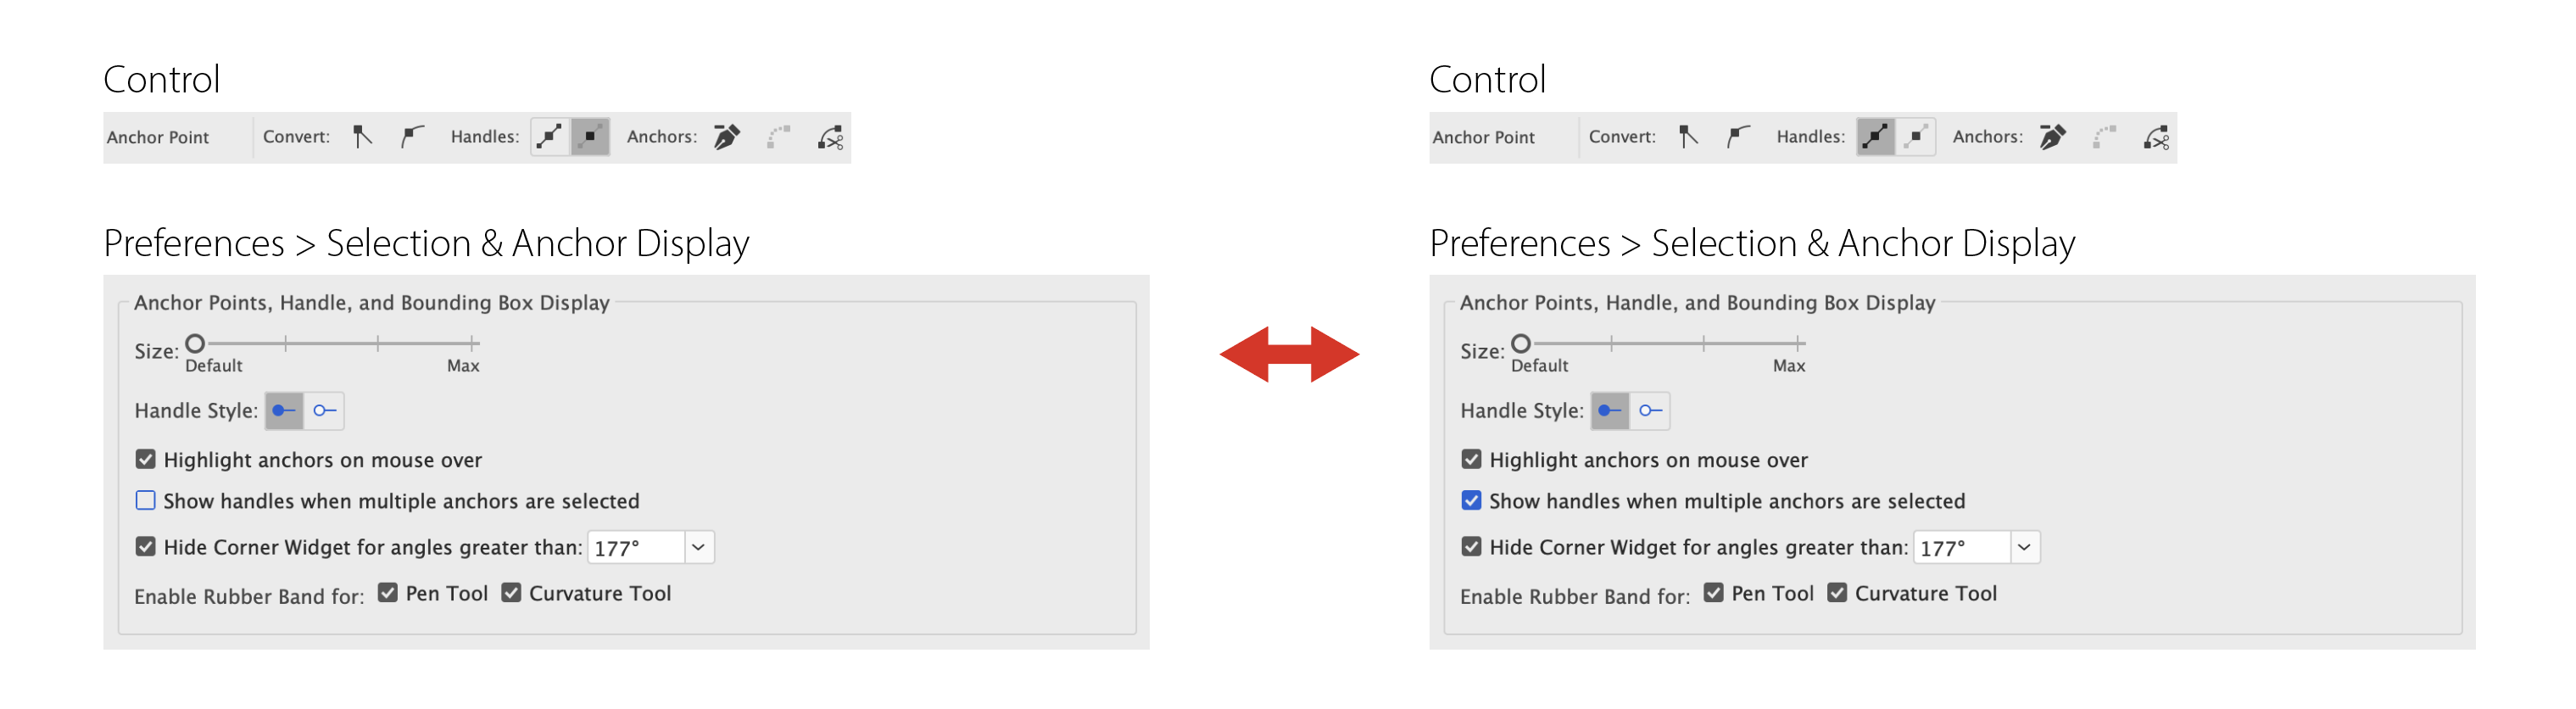 Control
Anchor Point Convert: Handles: Anchors:
Preferences > Selection & Anchor Display
Anchor Points, Handle, and Bounding Box Display
Size:
Default Max
Handle Style:
Highlight anchors on mouse over
Show handles when multiple anchors are selected
Hide Corner Widget for angles greater than: 177°
Enable Rubber Band for: Pen Tool Curvature Tool
Control
Anchor Point Convert: Handles: Anchors:
Preferences > Selection & Anchor Display
Anchor Points, Handle, and Bounding Box Display
Size:
Default Max
Handle Style:
Highlight anchors on mouse over
Show handles when multiple anchors are selected
Hide Corner Widget for angles greater than: 177°
Enable Rubber Band for: Pen Tool Curvature Tool